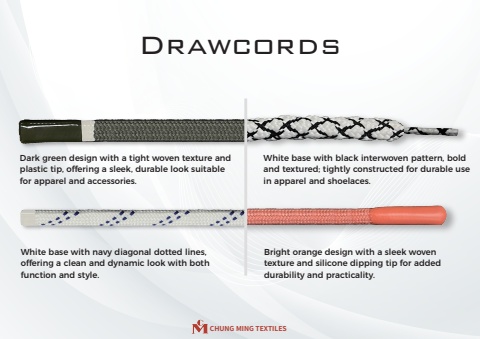 DRAWCORDS
Dark green design with a tight woven texture and
plastic tip, offering a sleek, durable look suitable
for apparel and accessories.
White base with black interwoven pattern, bold
and textured; tightly constructed for durable use
in apparel and shoelaces.
White base with navy diagonal dotted lines,
offering a clean and dynamic look with both
function and style.
Bright orange design with a sleek woven
texture and silicone dipping tip for added
durability and practicality.
CHUNG MING TEXTILES